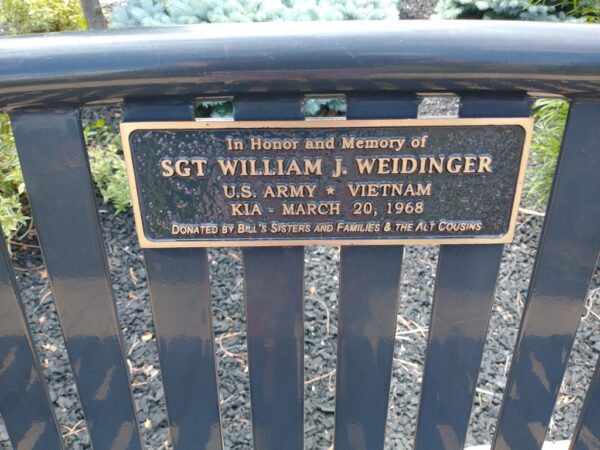 In Honor and Memory of
SGT WILLIAM J. WEIDINGER
U.S. ARMY ★ VIETNAM
KIA - MARCH 20, 1968
DONATED BY BILL'S SISTERS AND FAMILIES & THE ALT COUSINS